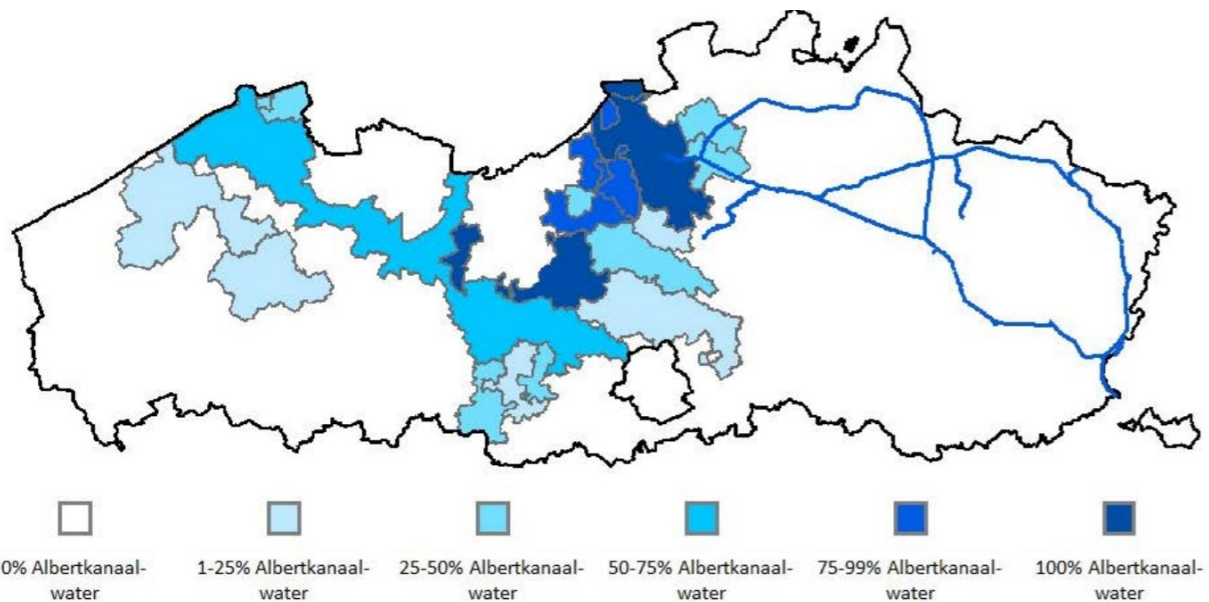 0% Albertkanaal-
water
1-25% Albertkanaal-
water
25-50% Albertkanaal-
water
50-75% Albertkanaal-
water
75-99% Albertkanaal-
water
100% Albertkanaal-
water